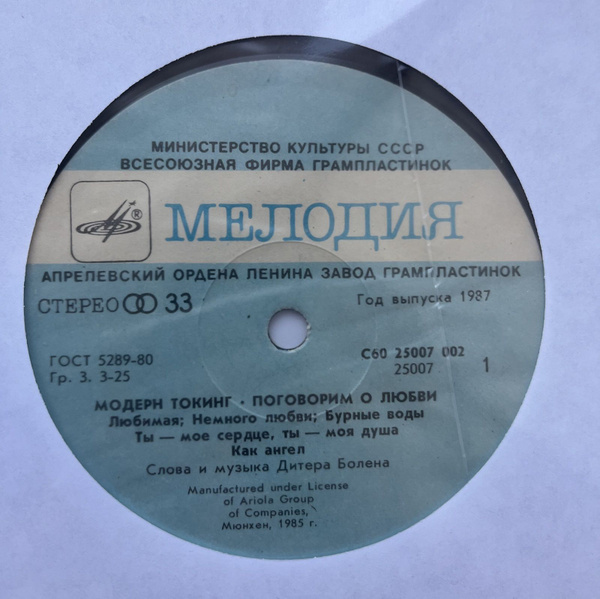 МИНИСТЕРСТВО КУЛЬТУРЫ СССР
ВСЕСОЮЗНАЯ ФИРМА ГРАМПЛАСТИНОК
® МЕЛОДИЯ
АПРЕЛЕВСКИЙ ОРДЕНА ЛЕНИНА ЗАВОД ГРАМПЛАСТИНОК
СТЕРЕО 33
Год выпуска 1987
ГОСТ 5289-80
Гр. 3. 3-25
С60 25007 002
25007 1
МОДЕРН ТОКИНГ · ПОГОВОРИМ О ЛЮБВИ
Любимая; Немного любви; Бурные воды
Ты — мое сердце, ты — моя душа
Как ангел
Слова и музыка Дитера Болена
Manufactured under License
of Ariola Group
of Companies,
Мюнхен, 1985 г.